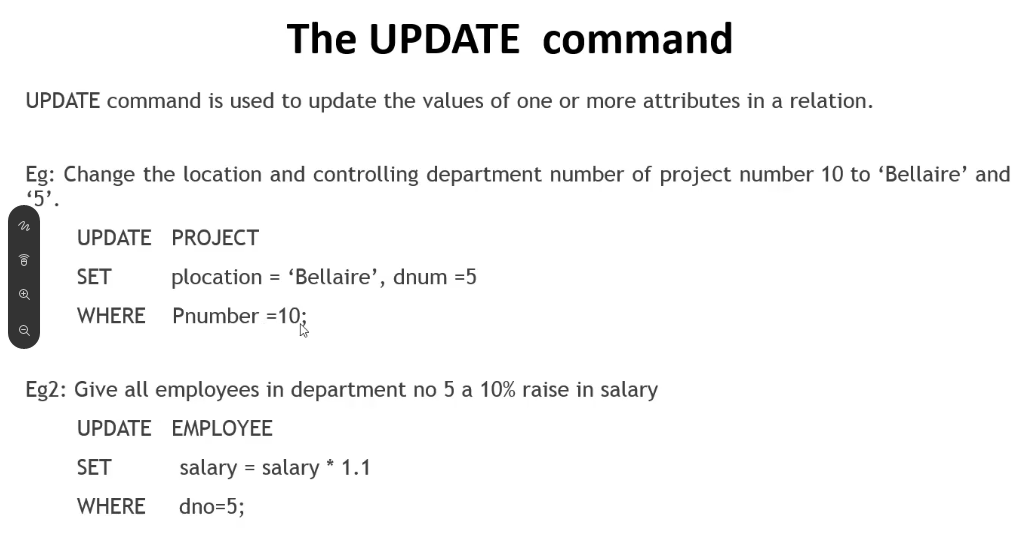 The UPDATE command
UPDATE command is used to update the values of one or more attributes in a relation.
Eg: Change the location and controlling department number of project number 10 to ‘Bellaire’ and
‘5’.
UPDATE PROJECT
SET plocation = ‘Bellaire’, dnum =5
WHERE Pnumber =10;
Eg2: Give all employees in department no 5 a 10% raise in salary
UPDATE EMPLOYEE
SET salary = salary * 1.1
WHERE dno=5;